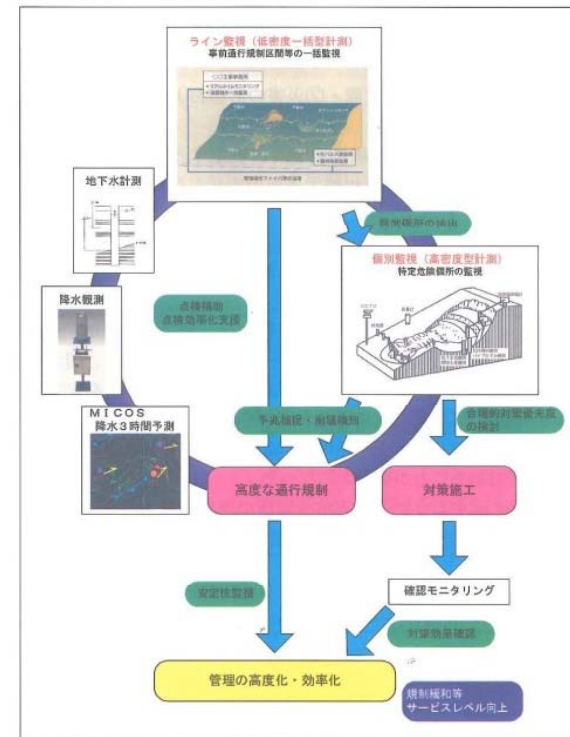 ライン監視（低密度一括型計測）
事前通行規制区間等の一括監視
地下水計測
降水観測
MICOS
降水３時間予測
点検補助
点検効率化支援
危険個所の抽出
個別監視（高密度型計測）
特定危険個所の監視
予兆捕捉・崩壊検知
合理的対策優先度
の検討
高度な通行規制
対策施工
安定性監視
確認モニタリング
対策効果確認
管理の高度化・効率化
規制緩和等
サービスレベル向上